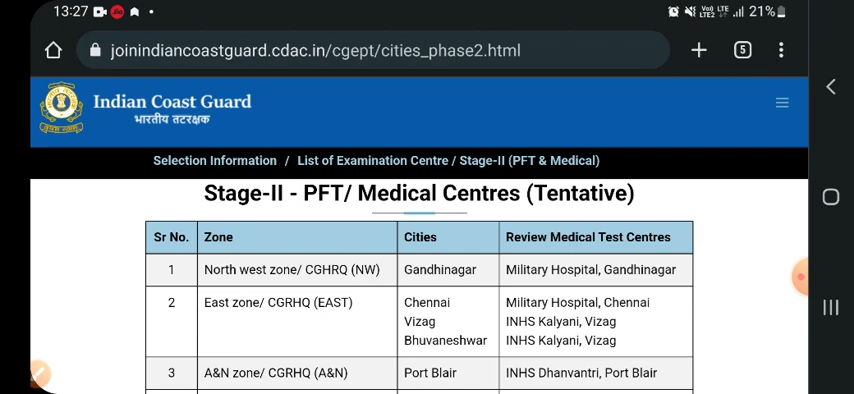 13:27 Jio VoI) LTE LTE2 21%
joinindiancoastguard.cdac.in/cgept/cities_phase2.html 5
Indian Coast Guard
भारतीय तटरक्षक
Selection Information / List of Examination Centre / Stage-II (PFT & Medical)
Stage-II - PFT/ Medical Centres (Tentative)
Sr No. Zone Cities Review Medical Test Centres
1 North west zone/ CGHRQ (NW) Gandhinagar Military Hospital, Gandhinagar
2 East zone/ CGRHQ (EAST) Chennai Military Hospital, Chennai
Vizag INHS Kalyani, Vizag
Bhuvaneshwar INHS Kalyani, Vizag
3 A&N zone/ CGRHQ (A&N) Port Blair INHS Dhanvantri, Port Blair